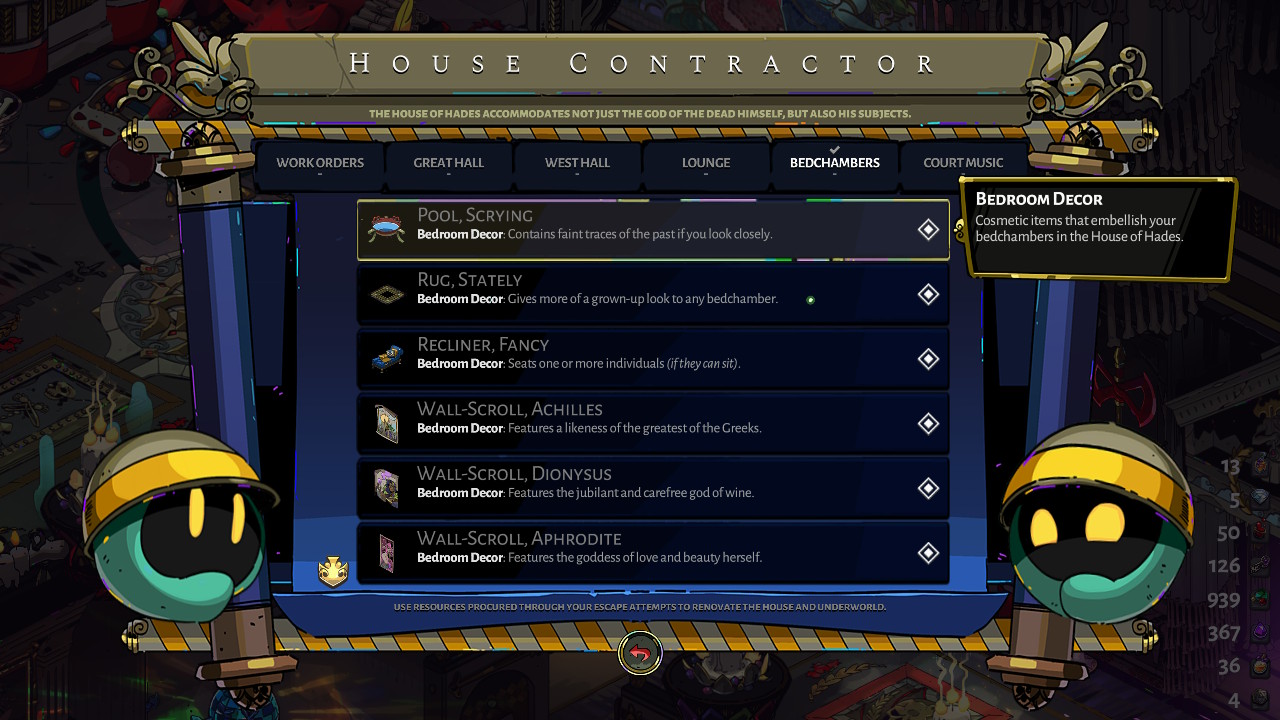 HOUSE CONTRACTOR
THE HOUSE OF HADES ACCOMMODATES NOT JUST THE GOD OF THE DEAD HIMSELF, BUT ALSO HIS SUBJECTS.
WORK ORDERS
GREAT HALL
WEST HALL
LOUNGE
BEDCHAMBERS
COURT MUSIC
BEDROOM DECOR
Cosmetic items that embellish your
bedchambers in the House of Hades.
POOL, SCRYING
Bedroom Decor: Contains faint traces of the past if you look closely.
RUG, STATELY
Bedroom Decor: Gives more of a grown-up look to any bedchamber.
RECLINER, FANCY
Bedroom Decor: Seats one or more individuals (if they can sit).
WALL-SCROLL, ACHILLES
Bedroom Decor: Features a likeness of the greatest of the Greeks.
WALL-SCROLL, DIONYSUS
Bedroom Decor: Features the jubilant and carefree god of wine.
WALL-SCROLL, APHRODITE
Bedroom Decor: Features the goddess of love and beauty herself.
13
5
50
126
939
367
36
4
USE RESOURCES PROCURED THROUGH YOUR ESCAPE ATTEMPTS TO RENOVATE THE HOUSE AND UNDERWORLD.